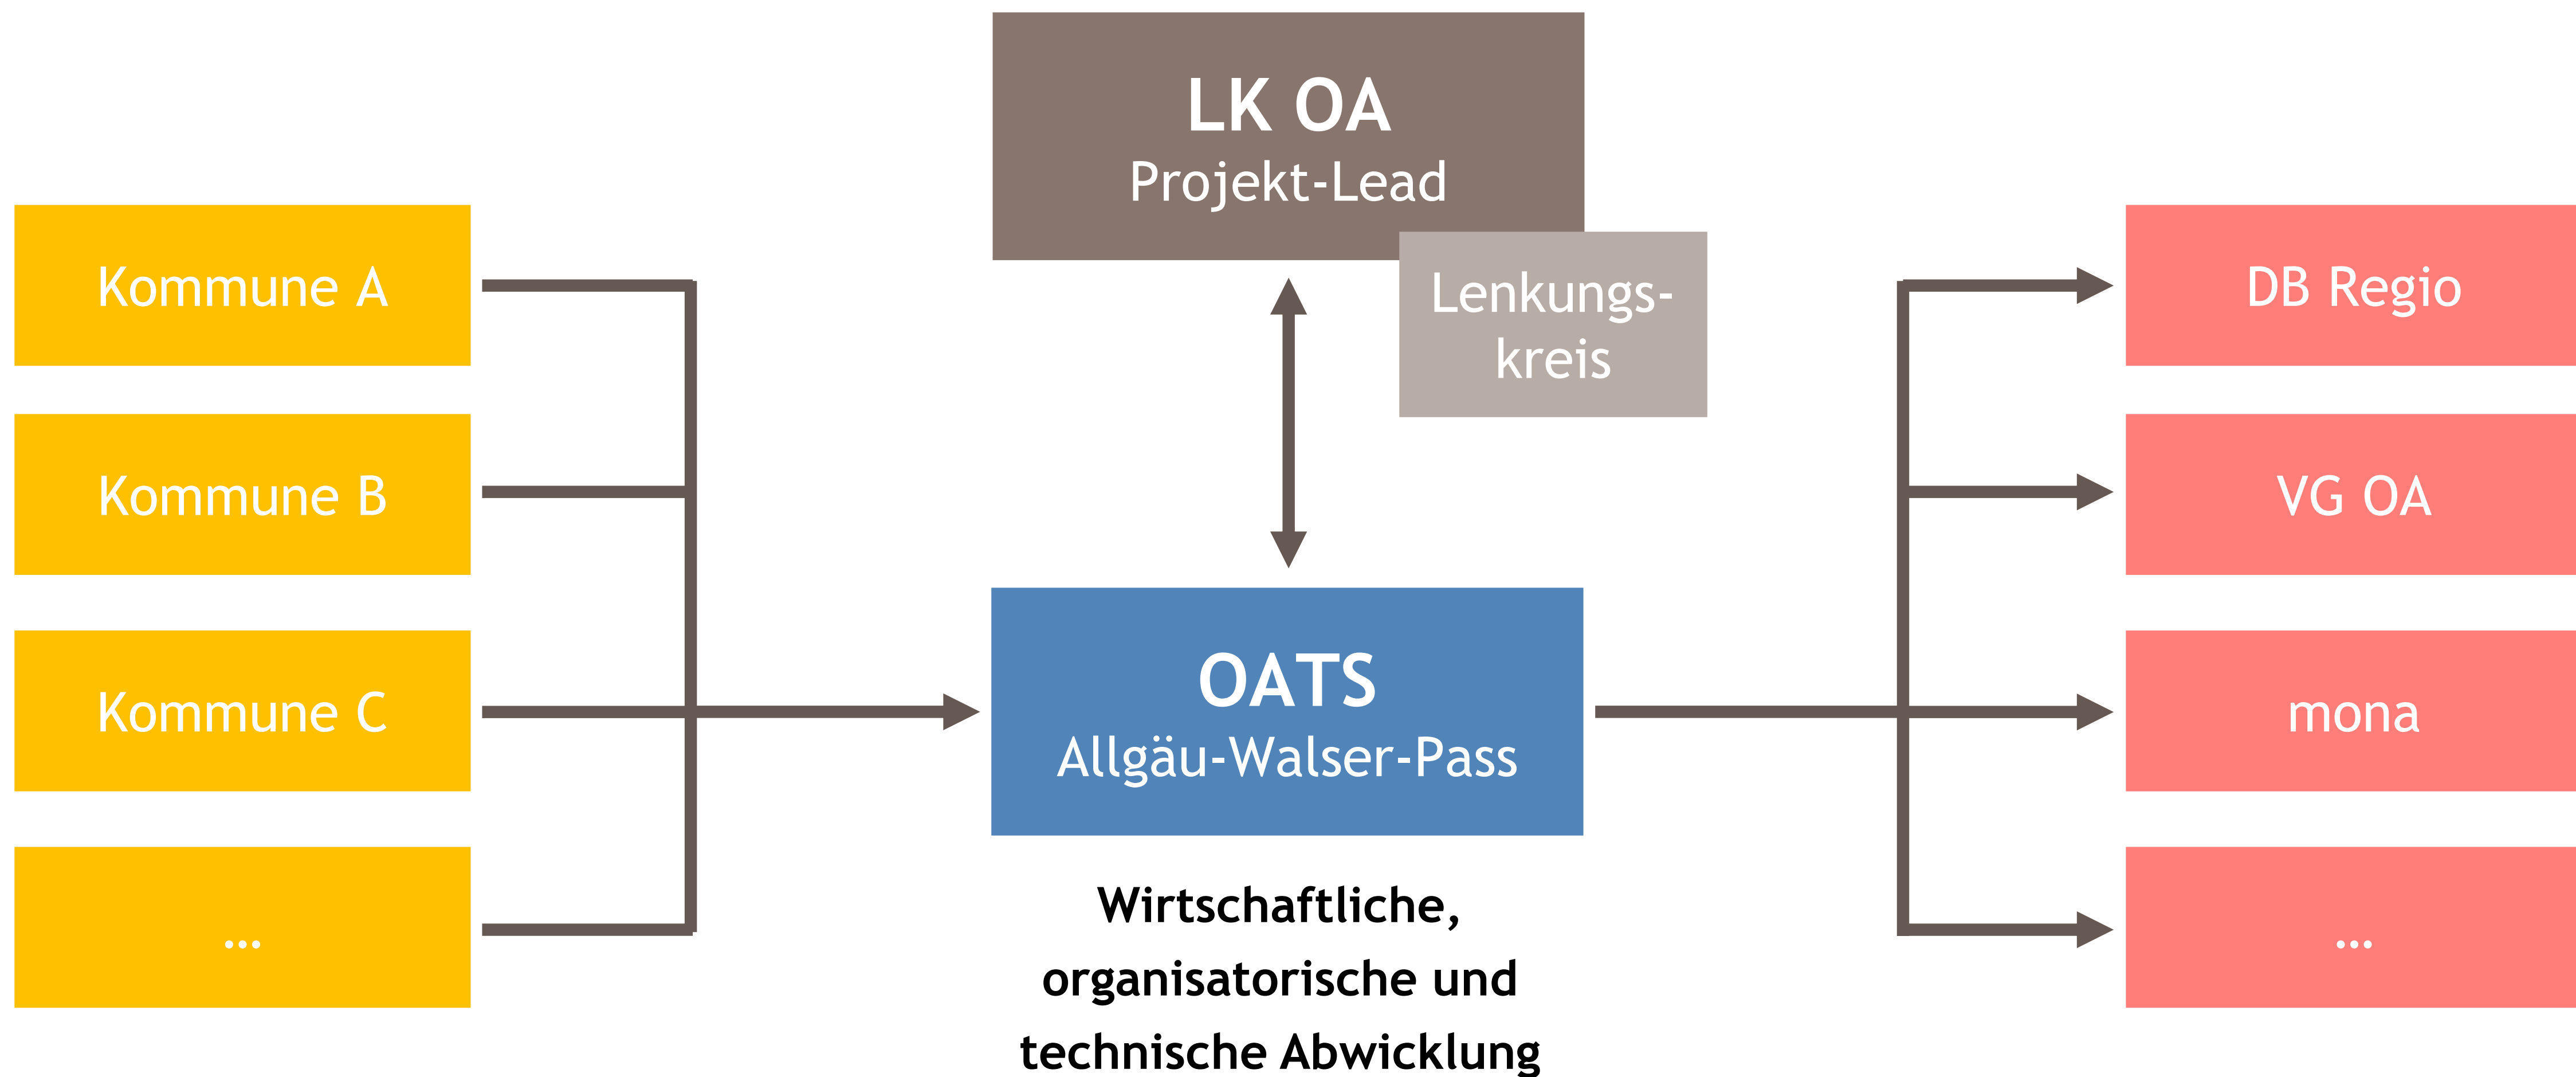 LK OA
Projekt-Lead
Lenkungs-
kreis
Kommune A
Kommune B
Kommune C
...
OATS
Allgäu-Walser-Pass
Wirtschaftliche,
organisatorische und
technische Abwicklung
DB Regio
VG OA
mona
...